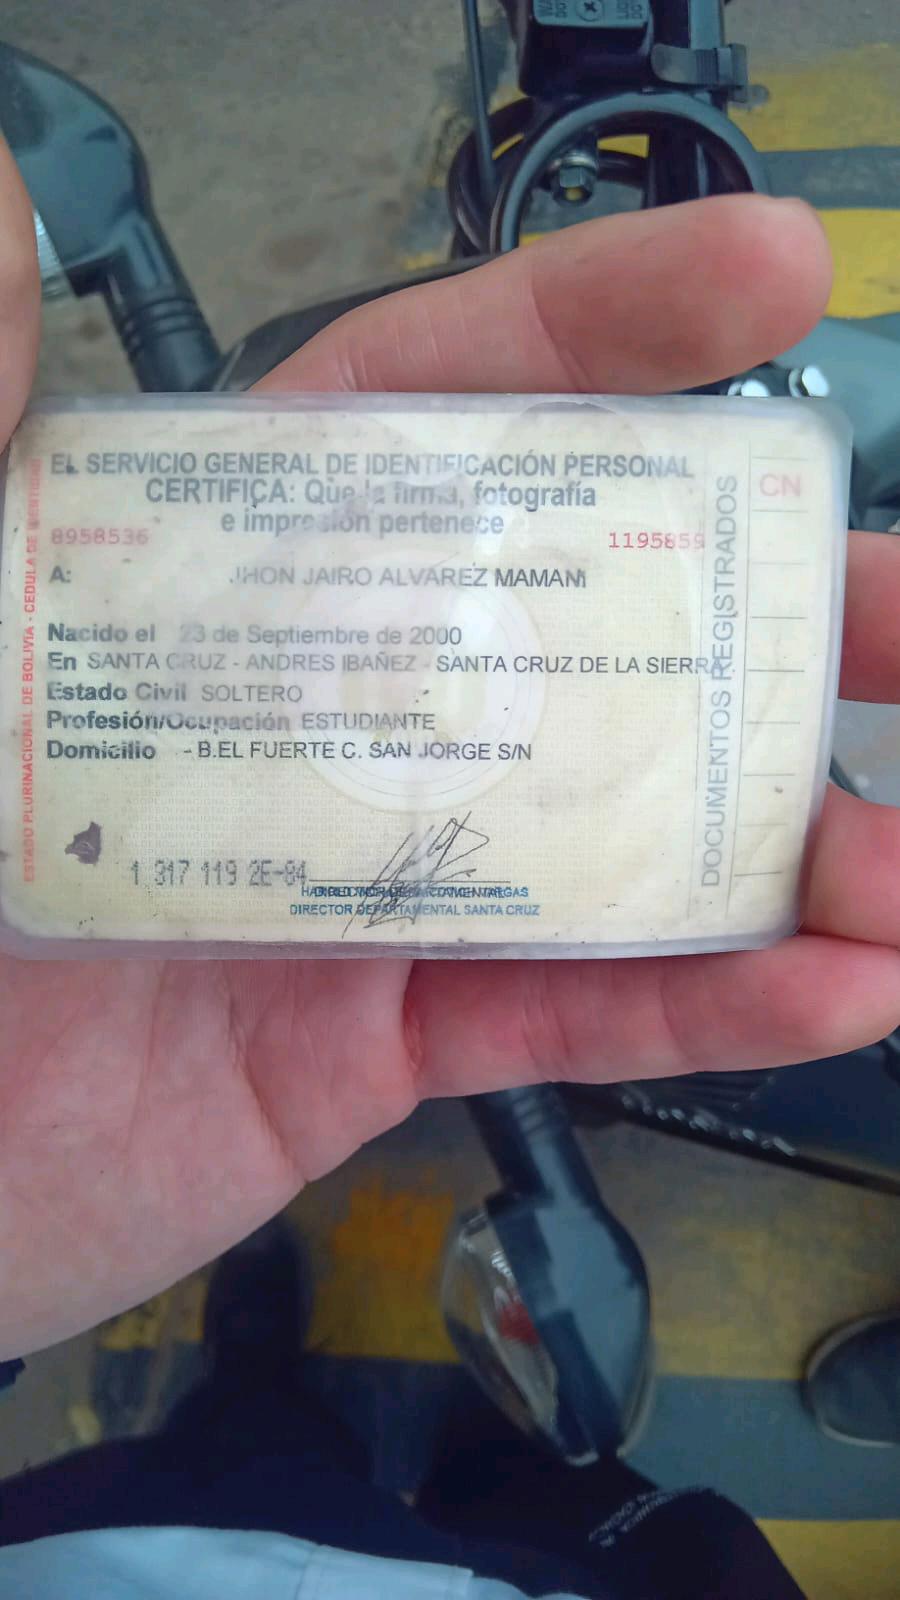 EL SERVICIO GENERAL DE IDENTIFICACIÓN PERSONAL
CERTIFICA: Que la firma, fotografía
e impresión pertenece
8958536 1195859
A: JHON JAIRO ALVAREZ MAMANI
Nacido el 23 de Septiembre de 2000
En SANTA CRUZ - ANDRES IBAÑEZ - SANTA CRUZ DE LA SIERRA
Estado Civil SOLTERO
Profesión/Ocupación ESTUDIANTE
Domicilio - B.EL FUERTE C. SAN JORGE S/N
1 317 119 2E-84
DIRECTOR DEPARTAMENTAL SANTA CRUZ
ESTADO PLURINACIONAL DE BOLIVIA - CEDULA DE IDENTIDAD
DOCUMENTOS REGISTRADOS
CN